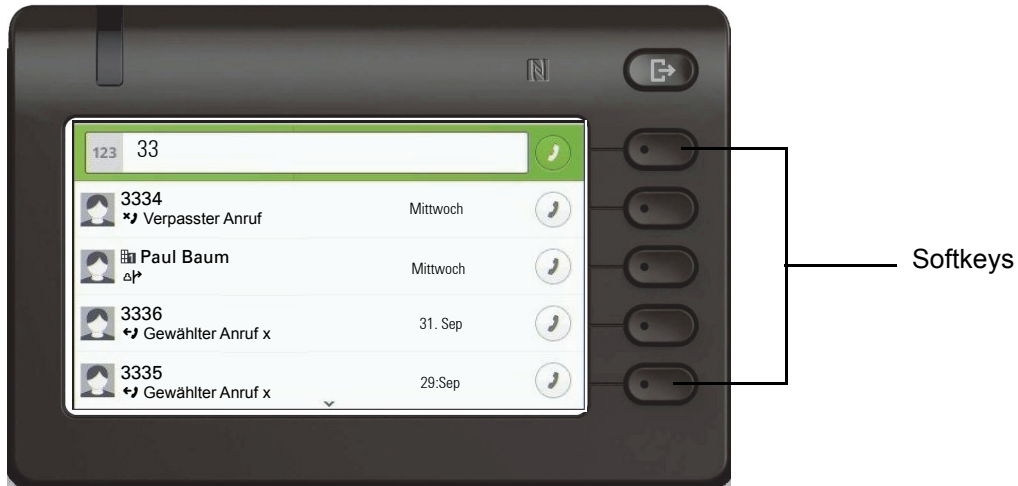 123 33
3334
Verpasster Anruf
Mittwoch
Paul Baum
Mittwoch
3336
Gewählter Anruf x
31. Sep
3335
Gewählter Anruf x
29:Sep
Softkeys